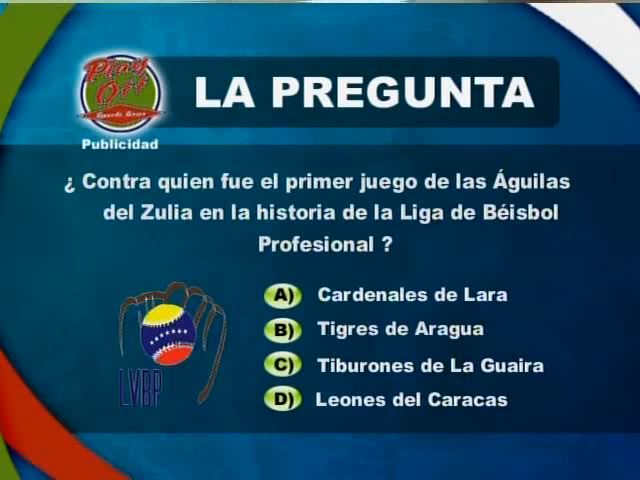 Play
Off
LA PREGUNTA
Publicidad
¿ Contra quien fue el primer juego de las Águilas
del Zulia en la historia de la Liga de Béisbol
Profesional ?
A) Cardenales de Lara
B) Tigres de Aragua
C) Tiburones de La Guaira
D) Leones del Caracas
LVBP